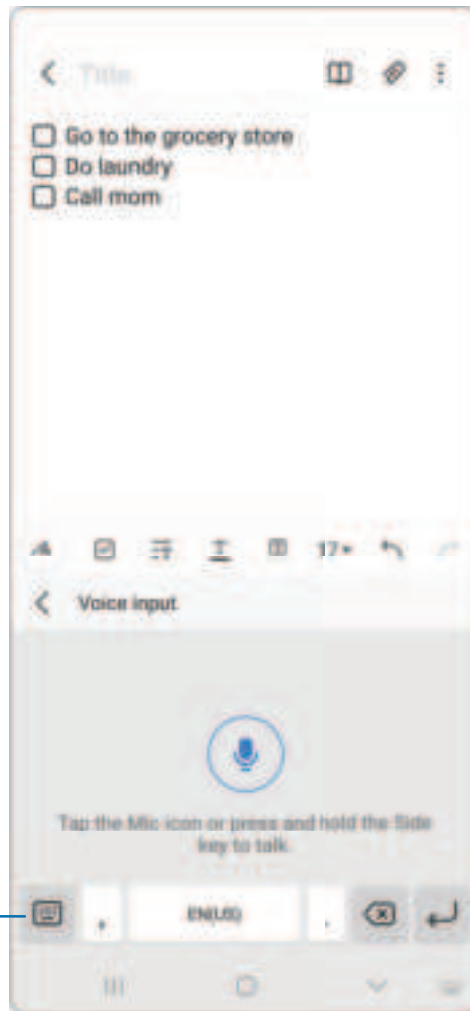 Title
Go to the grocery store
Do laundry
Call mom
17
Voice input
Tap the Mic icon or press and hold the Side
key to talk.
, EN(US) .